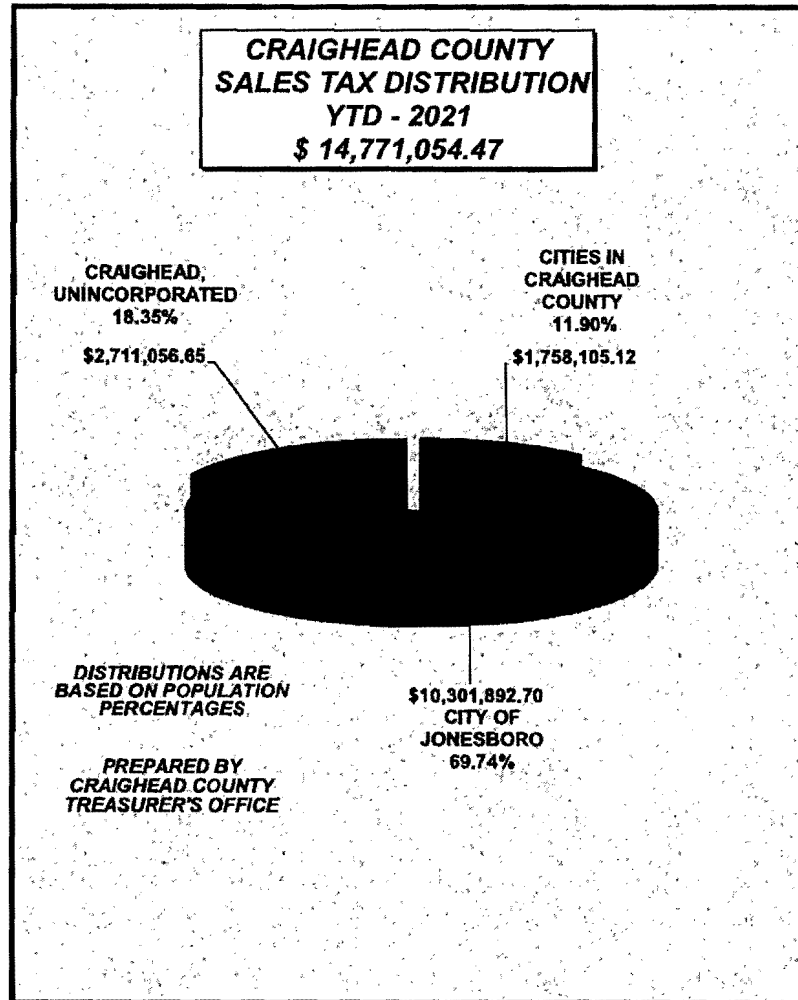 CRAIGHEAD COUNTY
SALES TAX DISTRIBUTION
YTD - 2021
$ 14,771,054.47
CRAIGHEAD,
UNINCORPORATED
18.35%
$2,711,056.65
CITIES IN
CRAIGHEAD
COUNTY
11.90%
$1,758,105.12
$10,301,892.70
CITY OF
JONESBORO
69.74%
DISTRIBUTIONS ARE
BASED ON POPULATION
PERCENTAGES
PREPARED BY
CRAIGHEAD COUNTY
TREASURER'S OFFICE